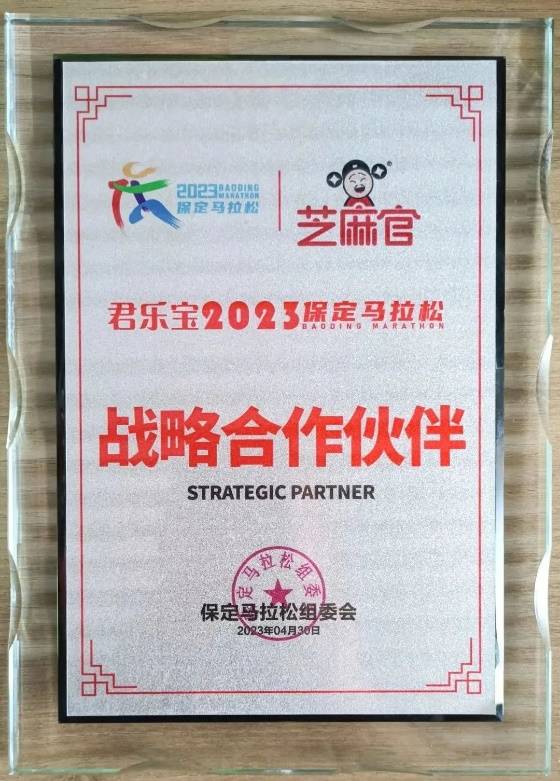 2023 BAODING MARATHON
保定马拉松
芝麻官®
君乐宝2023保定马拉松
BAODING MARATHON
战略合作伙伴
STRATEGIC PARTNER
保定马拉松组委会
保定马拉松组委会
2023年04月30日